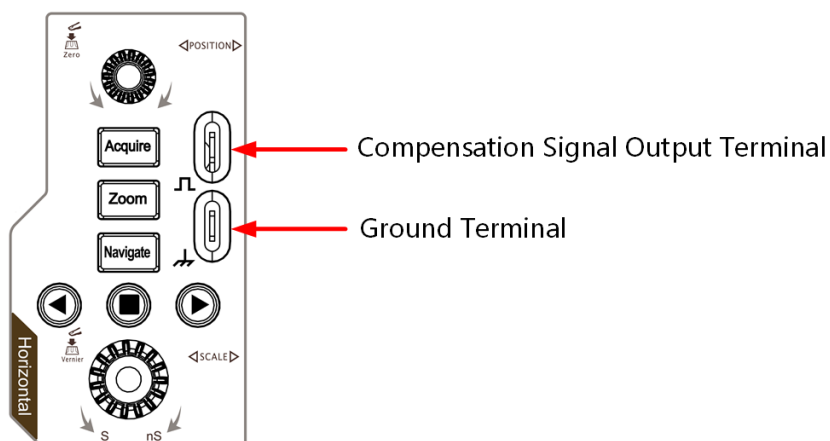 Zero
POSITION
Acquire
Compensation Signal Output Terminal
Zoom
Ground Terminal
Navigate
Vernier
SCALE
Horizontal
S nS